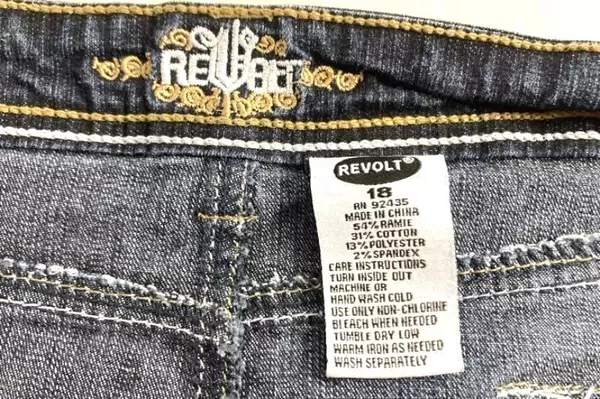 REVOLT
REVOLT®
18
RN 92435
MADE IN CHINA
54% RAMIE
31% COTTON
13% POLYESTER
2% SPANDEX
CARE INSTRUCTIONS
TURN INSIDE OUT
MACHINE OR
HAND WASH COLD
USE ONLY NON-CHLORINE
BLEACH WHEN NEEDED
TUMBLE DRY LOW
WARM IRON AS NEEDED
WASH SEPARATELY